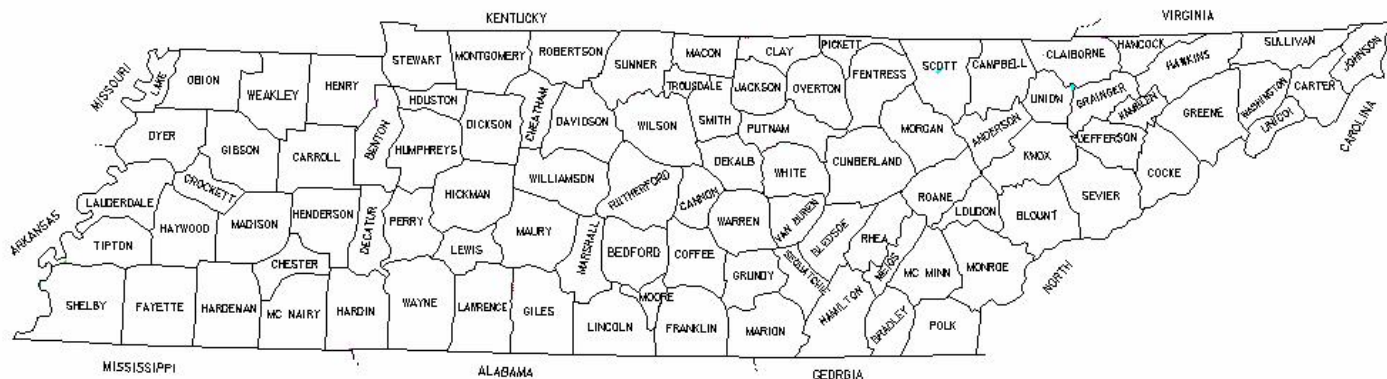 KENTUCKY
VIRGINIA
MISSOURI
LAKE
OBION
WEAKLEY
HENRY
STEWART
MONTGOMERY
ROBERTSON
SUMNER
MACON
CLAY
PICKETT
FENTRESS
SCOTT
CAMPBELL
CLAIBORNE
HANCOCK
HAWKINS
SULLIVAN
JOHNSON
CARTER
WASHINGTON
UNICOI
GREENE
HAMBLEN
GRAINGER
UNION
ANDERSON
MORGAN
OVERTON
JACKSON
TROUSDALE
SMITH
PUTNAM
WILSON
DAVIDSON
CHEATHAM
DICKSON
HOUSTON
HUMPHREYS
BENTON
CARROLL
GIBSON
DYER
CROCKETT
LAUDERDALE
HAYWOOD
MADISON
HENDERSON
DECATUR
PERRY
HICKMAN
WILLIAMSON
RUTHERFORD
CANNON
DEKALB
WHITE
CUMBERLAND
ROANE
LOUDON
KNOX
JEFFERSON
COCKE
SEVIER
BLOUNT
CAROLINA
NORTH
ARKANSAS
TIPTON
CHESTER
LEWIS
MAURY
MARSHALL
BEDFORD
COFFEE
WARREN
VAN BUREN
BLEDSOE
RHEA
MEIGS
MC MINN
MONROE
SEQUATCHIE
GRUNDY
HAMILTON
BRADLEY
POLK
MOORE
SHELBY
FAYETTE
HARDEMAN
MC NAIRY
HARDIN
WAYNE
LAWRENCE
GILES
LINCOLN
FRANKLIN
MARION
MISSISSIPPI
ALABAMA
GEORGIA